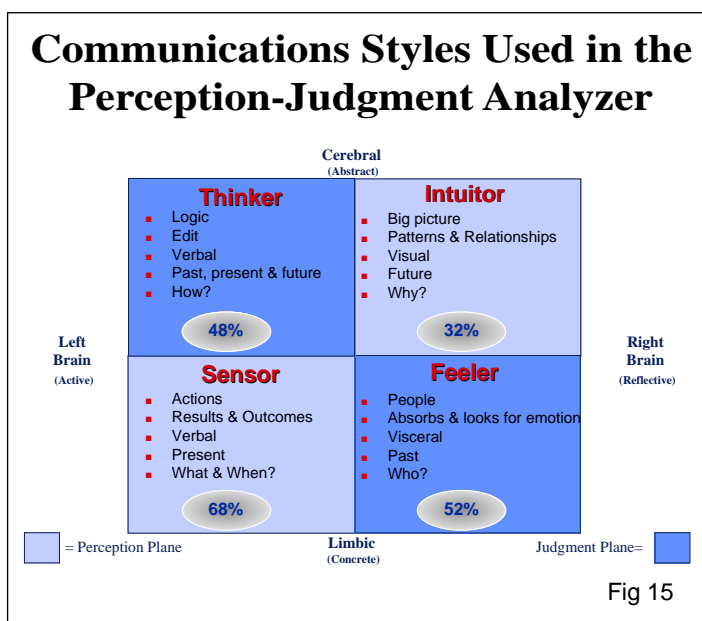 Communications Styles Used in the
Perception-Judgment Analyzer
Cerebral
(Abstract)
Thinker
Logic
Edit
Verbal
Past, present & future
How?
48%
Intuitor
Big picture
Patterns & Relationships
Visual
Future
Why?
32%
Left
Brain
(Active)
Right
Brain
(Reflective)
Sensor
Actions
Results & Outcomes
Verbal
Present
What & When?
68%
Feeler
People
Absorbs & looks for emotion
Visceral
Past
Who?
52%
= Perception Plane
Limbic
(Concrete)
Judgment Plane=
Fig 15